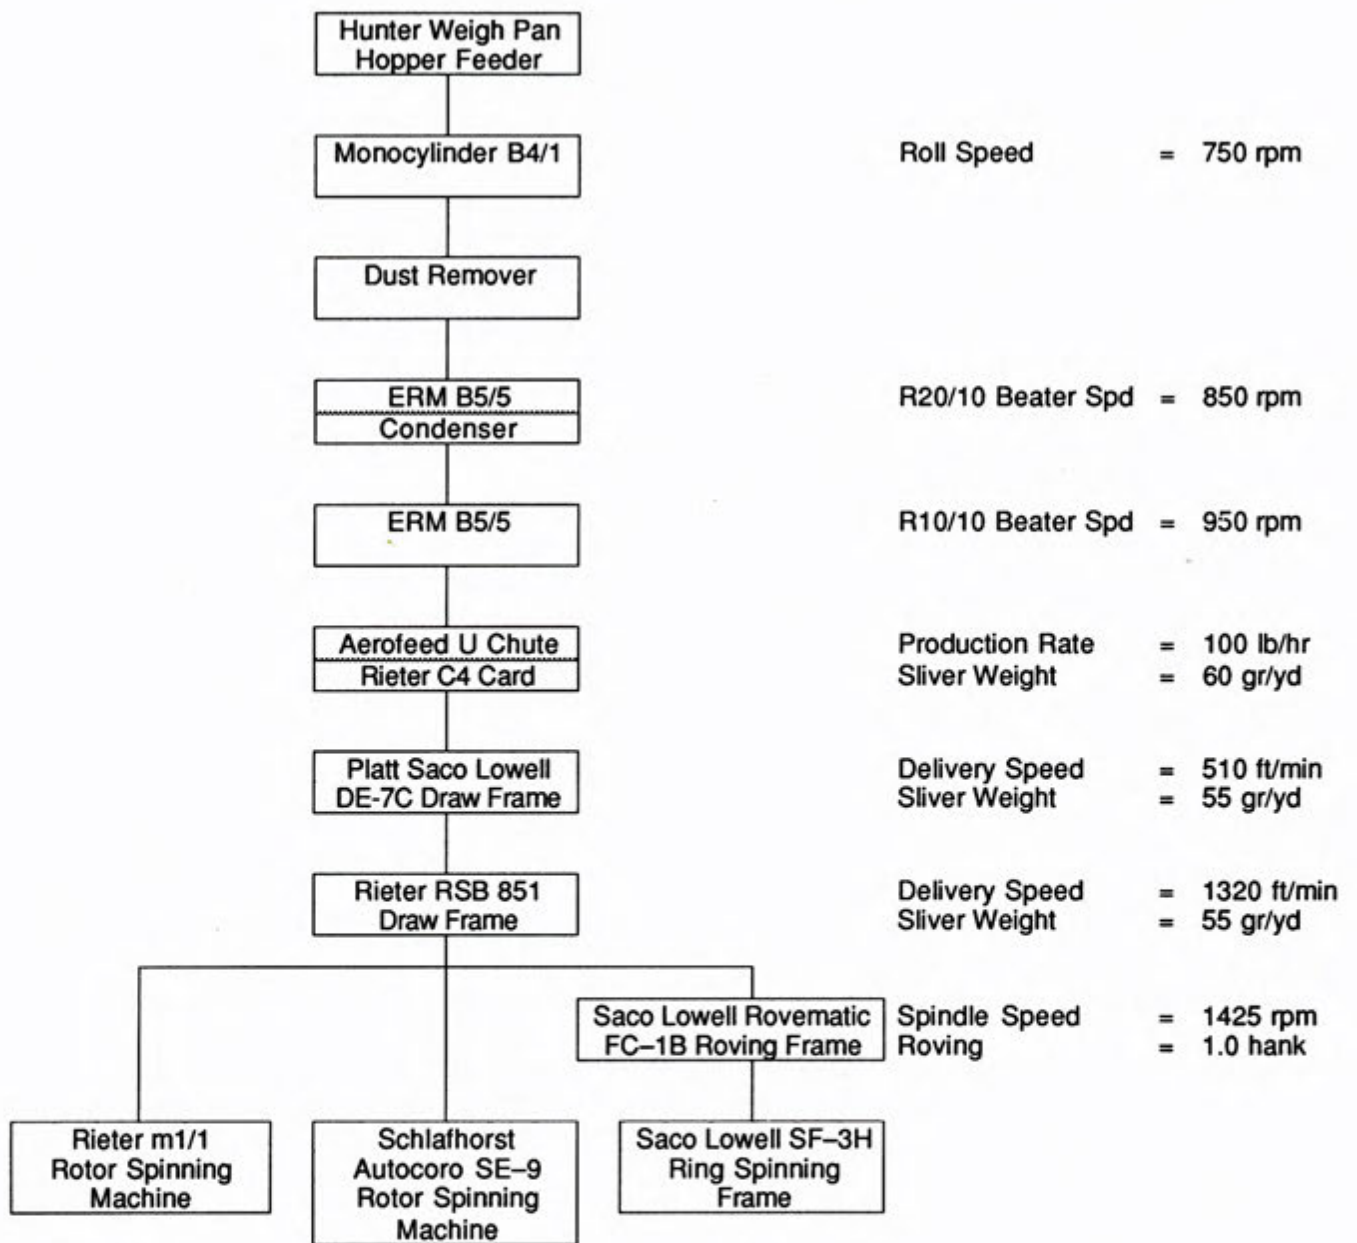 Hunter Weigh Pan
Hopper Feeder
Monocylinder B4/1
Roll Speed = 750 rpm
Dust Remover
ERM B5/5
Condenser
R20/10 Beater Spd = 850 rpm
ERM B5/5
R10/10 Beater Spd = 950 rpm
Aerofeed U Chute
Rieter C4 Card
Production Rate = 100 lb/hr
Sliver Weight = 60 gr/yd
Platt Saco Lowell
DE-7C Draw Frame
Delivery Speed = 510 ft/min
Sliver Weight = 55 gr/yd
Rieter RSB 851
Draw Frame
Delivery Speed = 1320 ft/min
Sliver Weight = 55 gr/yd
Saco Lowell Rovematic
FC–1B Roving Frame
Spindle Speed = 1425 rpm
Roving = 1.0 hank
Rieter m1/1
Rotor Spinning
Machine
Schlafhorst
Autocoro SE–9
Rotor Spinning
Machine
Saco Lowell SF–3H
Ring Spinning
Frame